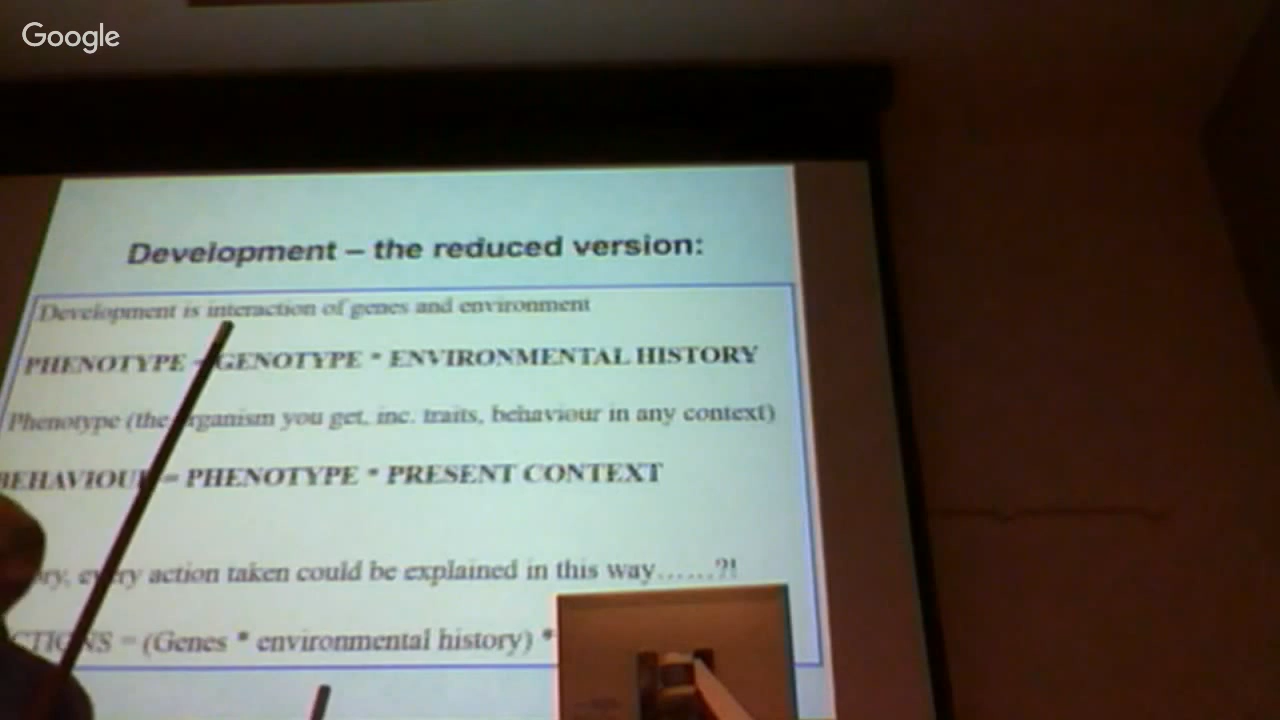 Google
Development – the reduced version:
Development is interaction of genes and environment
PHENOTYPE = GENOTYPE * ENVIRONMENTAL HISTORY
Phenotype (the organism you get, inc. traits, behaviour in any context)
BEHAVIOUR = PHENOTYPE * PRESENT CONTEXT
every action taken could be explained in this way……?!
= (Genes * environmental history) *